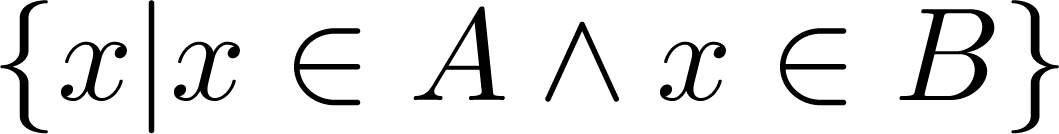 {x|x ∈ A ∧ x ∈ B}